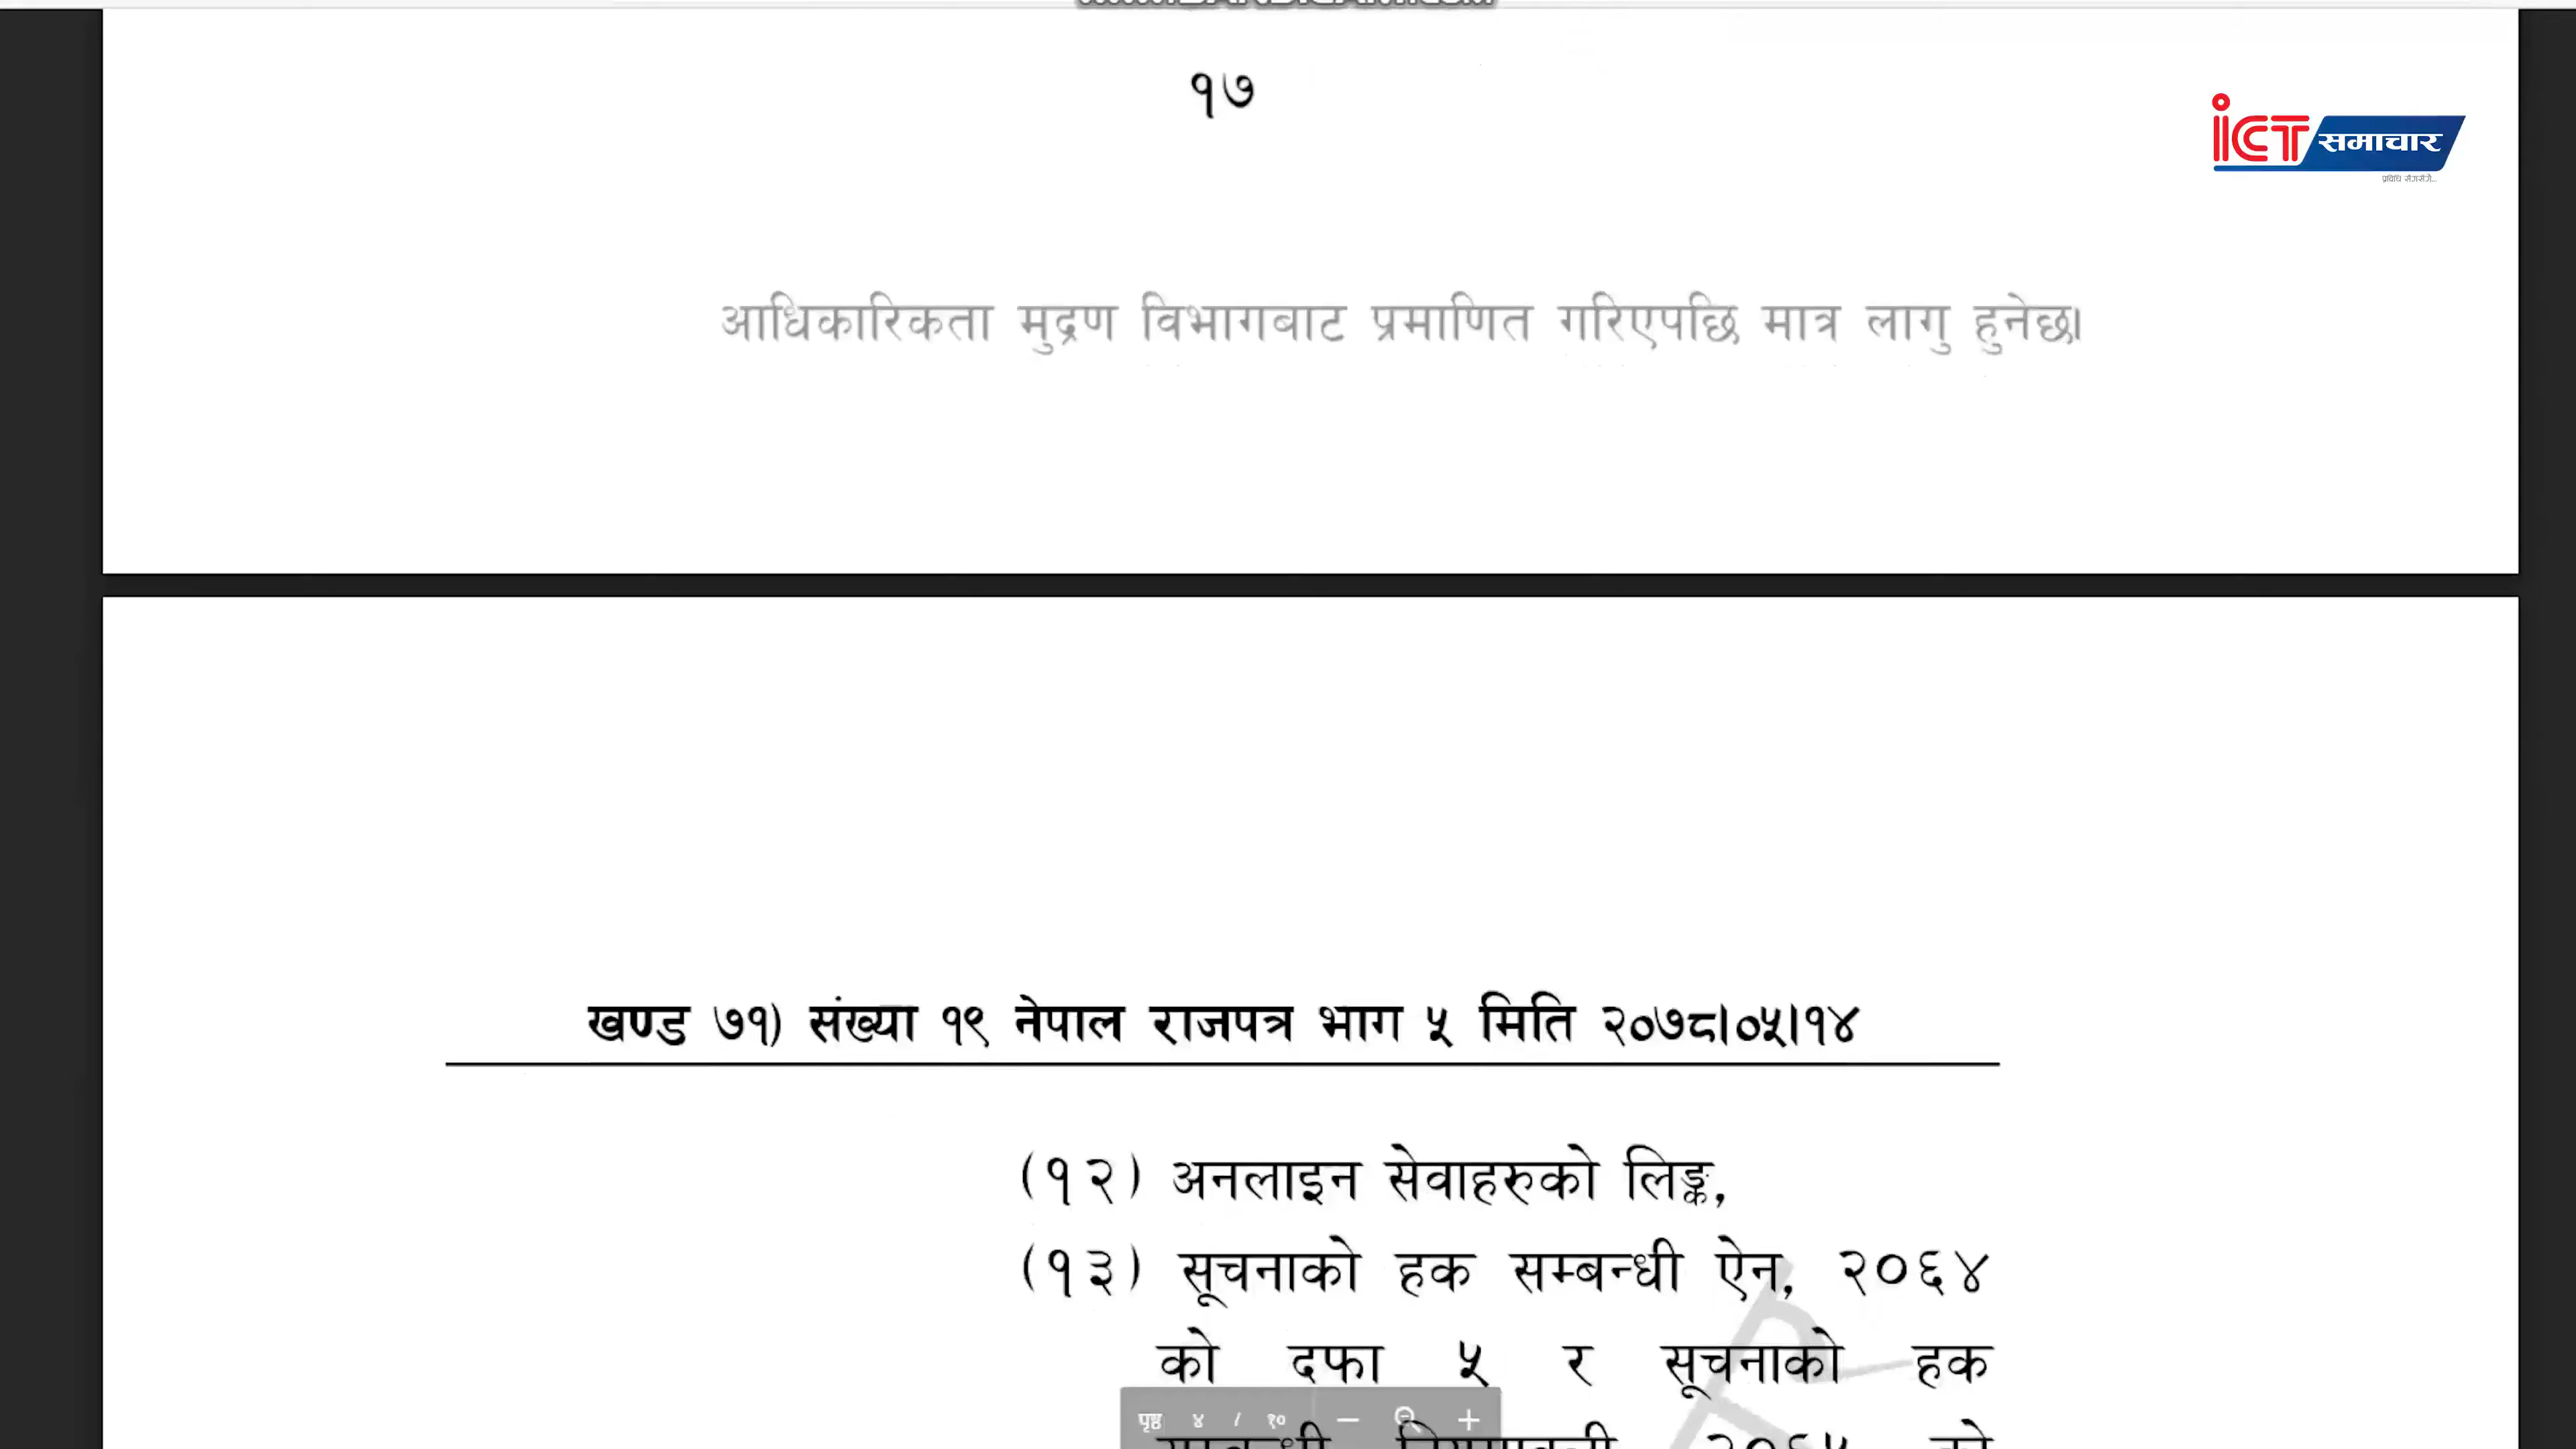 १७
iCT समाचार
आधिकारिकता मुद्रण विभागबाट प्रमाणित गरिएपछि मात्र लागु हुनेछ।
खण्ड ७१) संख्या १९ नेपाल राजपत्र भाग ५ मिति २०७८।०५।१४
(१२) अनलाइन सेवाहरुको लिङ्क,
(१३) सूचनाको हक सम्बन्धी ऐन, २०६४
को दफा ५ र सूचनाको हक
पृष्ठ ४ / १०